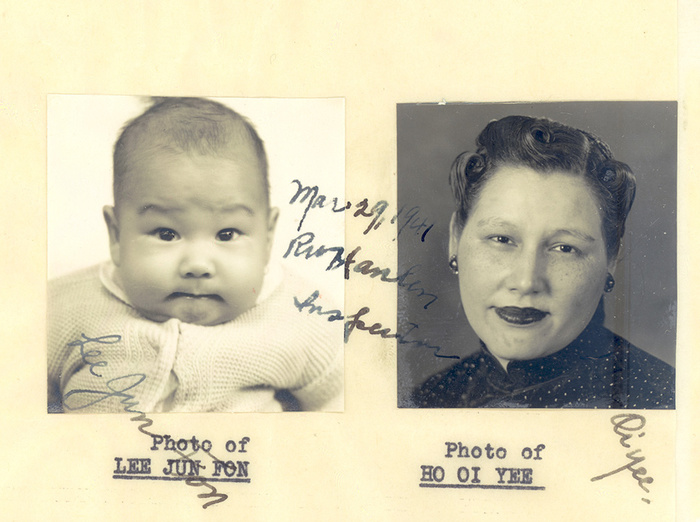 Mar. 29, 1941
Inspector
Lee Jun Fon
Oi yee.
Photo of
LEE JUN FON
Photo of
HO OI YEE